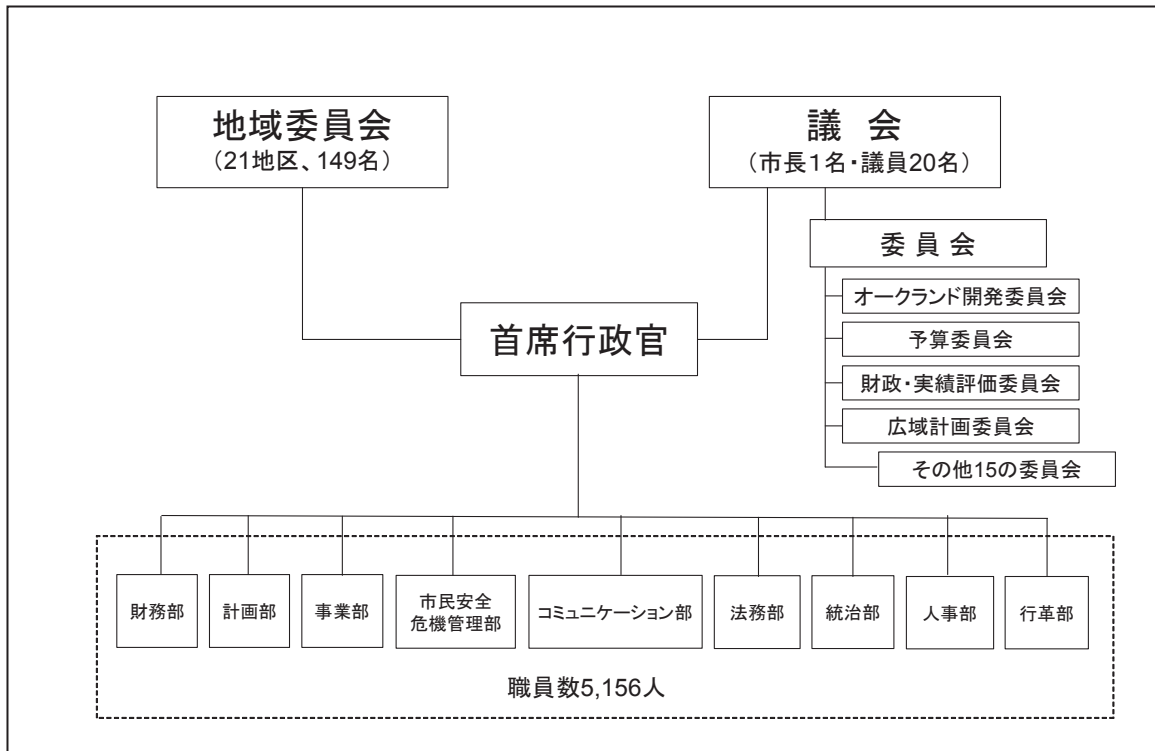 地域委員会
（21地区、149名）
議 会
（市長１名・議員20名）
委 員 会
オークランド開発委員会
予算委員会
財政・実績評価委員会
広域計画委員会
その他15の委員会
首席行政官
財務部
計画部
事業部
市民安全
危機管理部
コミュニケーション部
法務部
統治部
人事部
行革部
職員数5,156人